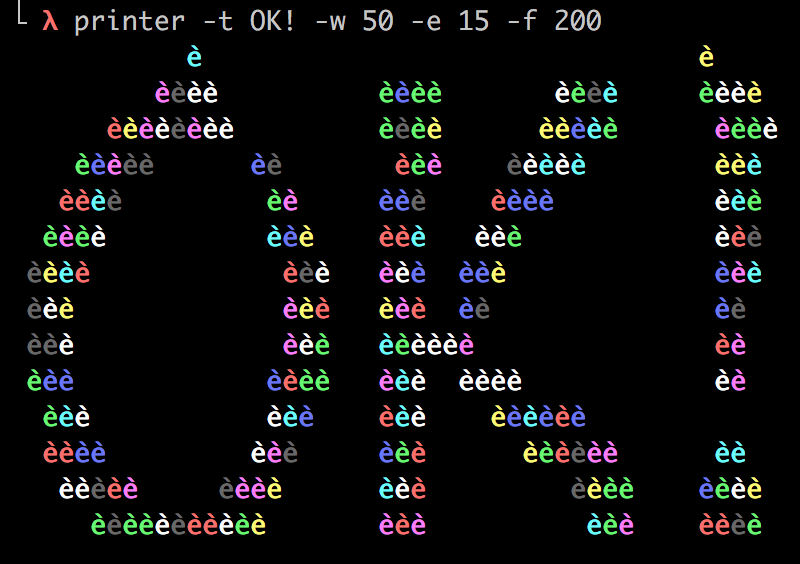 └ λ printer -t OK! -w 50 -e 15 -f 200
           è                               è
         èèèè          èèèè       èèèè     èèèè
      èèèèèèèè         èèèè      èèèèè      èèèè
    èèèèè      èè       èèè    èèèèè        èèè
   èèèè         èè     èèè    èèèè          èèè
  èèèè          èèè    èèè   èèè            èèè
 èèèè            èèè   èèè  èèè             èèè
 èèè             èèè   èèè  èè              èè
 èèè             èèè   èèèèèè               èè
 èèè            èèèè   èèè  èèèè            èè
  èèè           èèè    èèè    èèèèèè
  èèèè         èèè     èèè      èèèèèè      èè
   èèèèè     èèèè      èèè         èèèè    èèèè
     èèèèèèèèèèè       èèè          èèè    èèèè